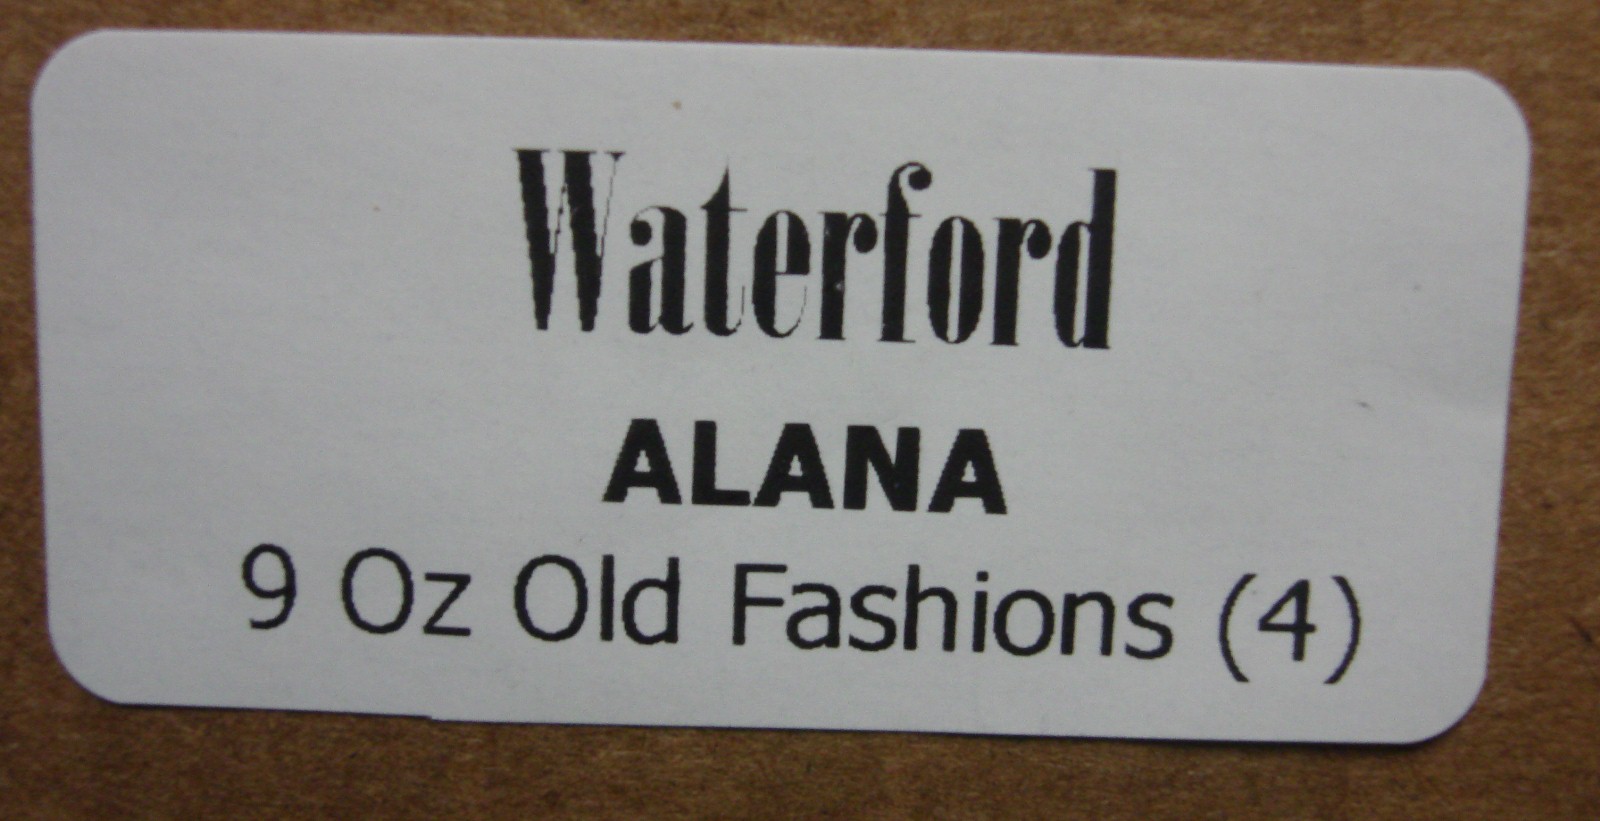 Waterford
ALANA
9 Oz Old Fashions (4)